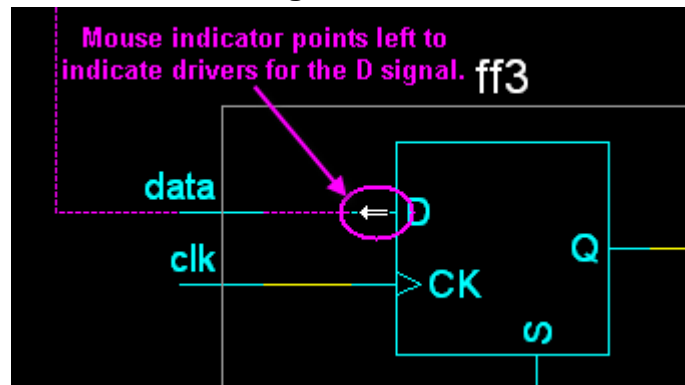 Mouse indicator points left to
indicate drivers for the D signal.
ff3
data
D
clk
CK
Q
S